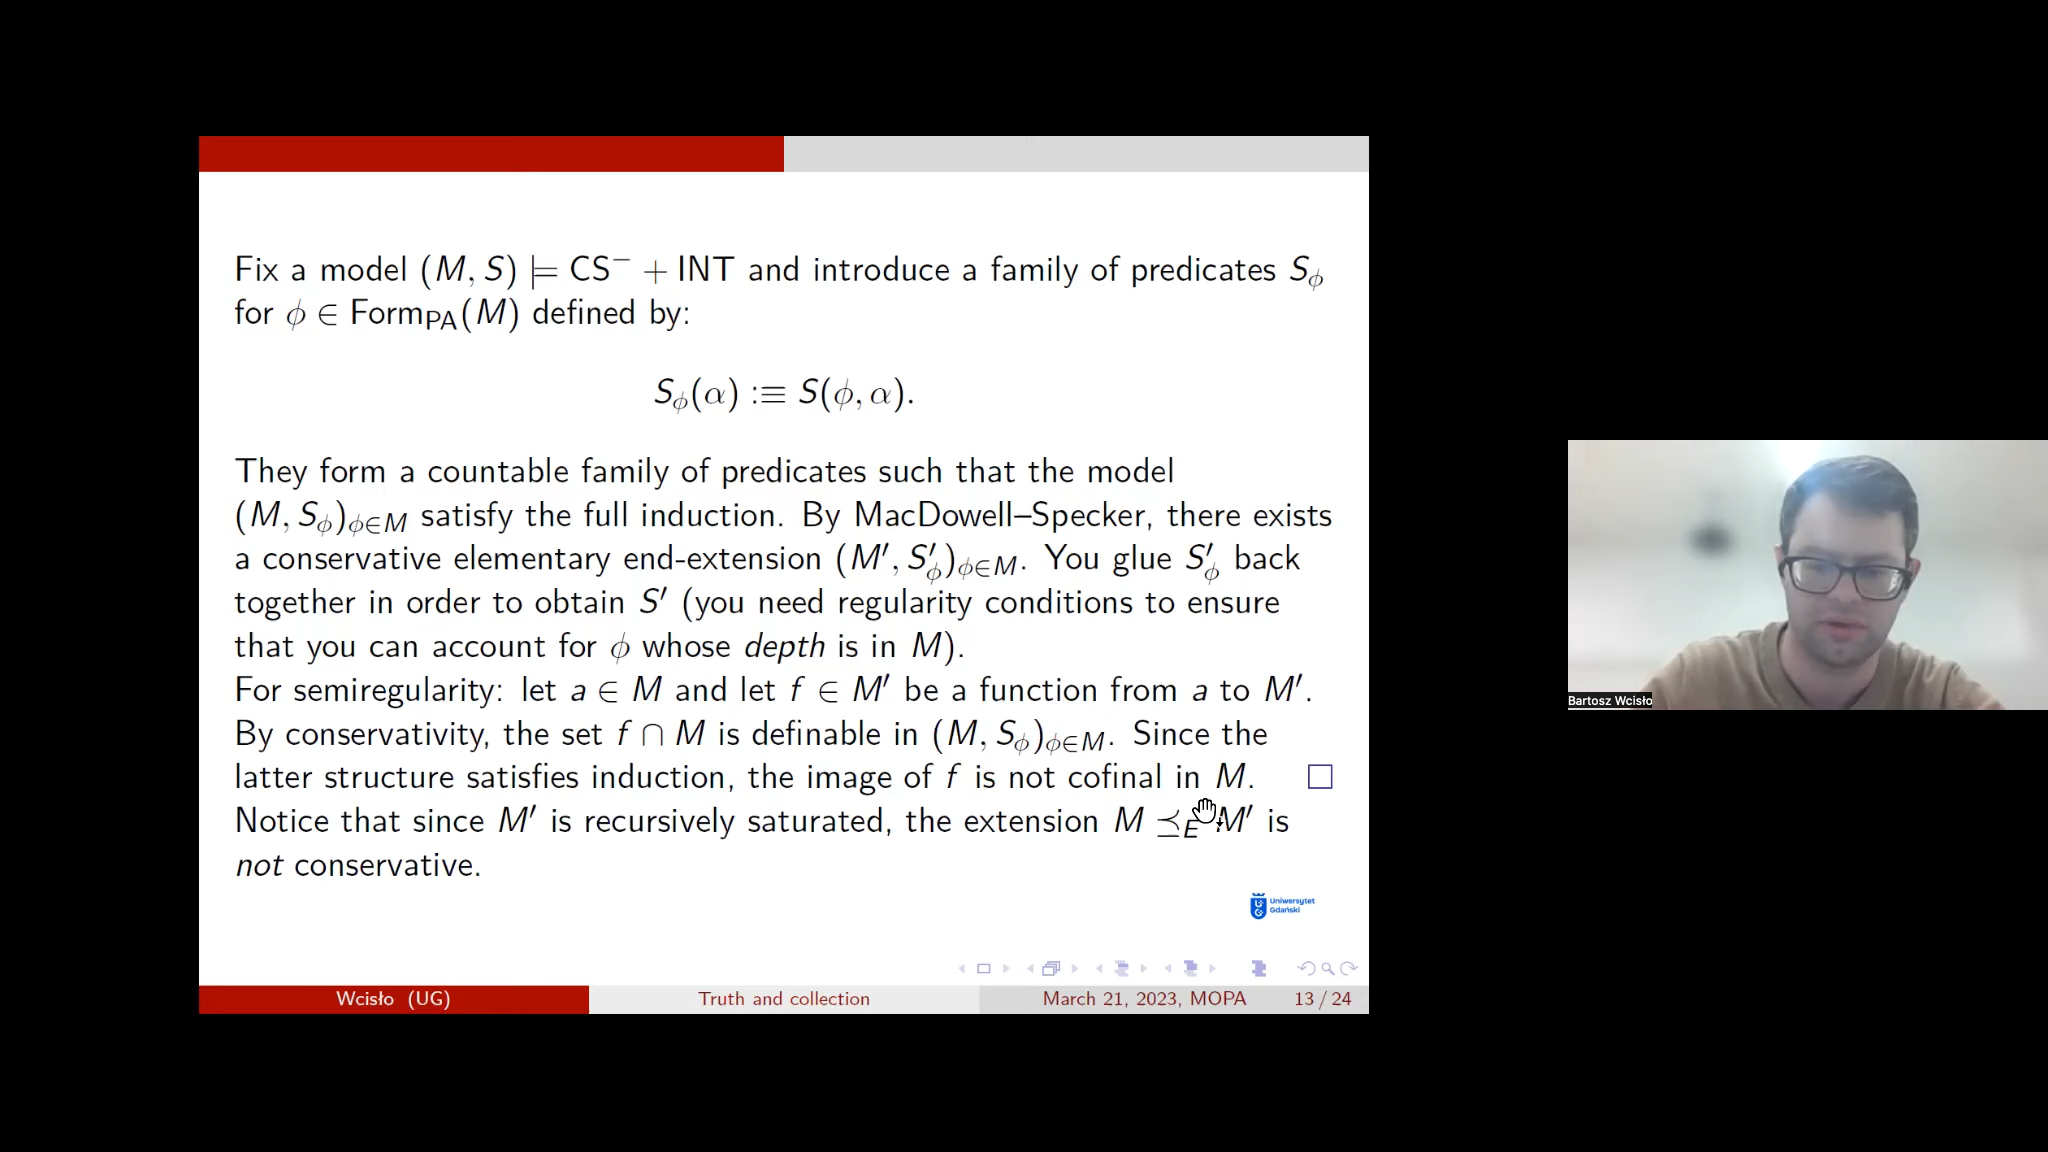 Fix a model (M, S) ⊨ CS⁻ + INT and introduce a family of predicates S_ϕ
for ϕ ∈ Form_PA(M) defined by:
S_ϕ(α) :≡ S(ϕ, α).
They form a countable family of predicates such that the model
(M, S_ϕ)_ϕ∈M satisfy the full induction. By MacDowell–Specker, there exists
a conservative elementary end-extension (M′, S′_ϕ)_ϕ∈M. You glue S′_ϕ back
together in order to obtain S′ (you need regularity conditions to ensure
that you can account for ϕ whose depth is in M).
For semiregularity: let a ∈ M and let f ∈ M′ be a function from a to M′.
By conservativity, the set f ∩ M is definable in (M, S_ϕ)_ϕ∈M. Since the
latter structure satisfies induction, the image of f is not cofinal in M. □
Notice that since M′ is recursively saturated, the extension M ⪯_E M′ is
not conservative.
Uniwersytet
Gdański
Wcisło (UG) Truth and collection March 21, 2023, MOPA 13 / 24
Bartosz Wcisło